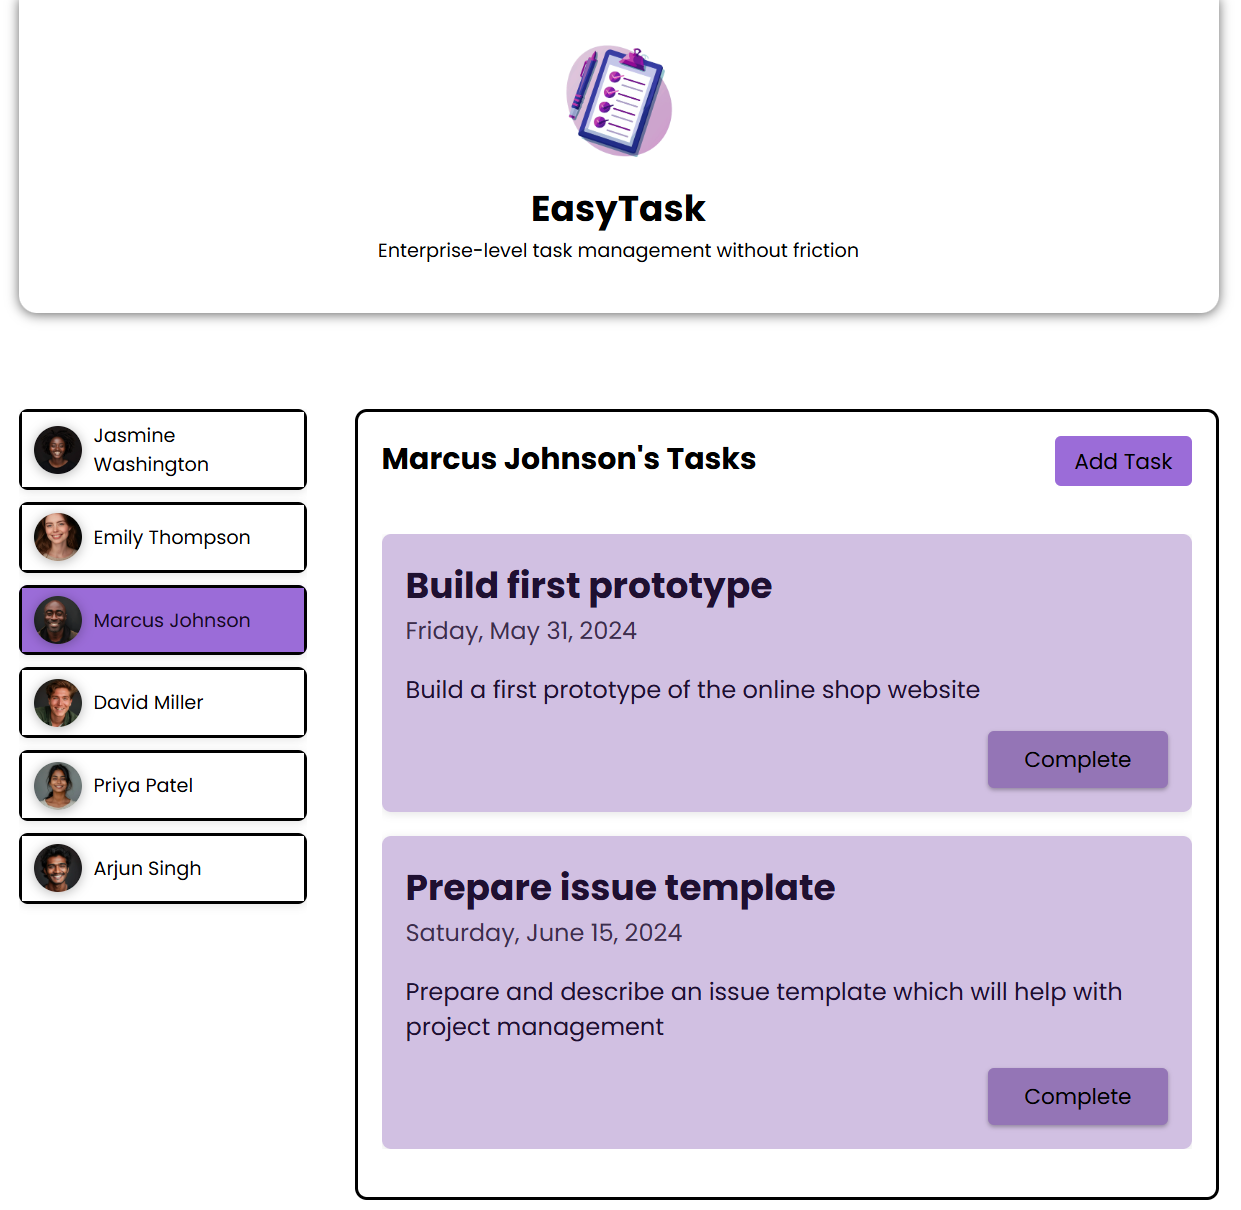 EasyTask
Enterprise-level task management without friction
Jasmine
Washington
Emily Thompson
Marcus Johnson
David Miller
Priya Patel
Arjun Singh
Marcus Johnson's Tasks
Add Task
Build first prototype
Friday, May 31, 2024
Build a first prototype of the online shop website
Complete
Prepare issue template
Saturday, June 15, 2024
Prepare and describe an issue template which will help with
project management
Complete